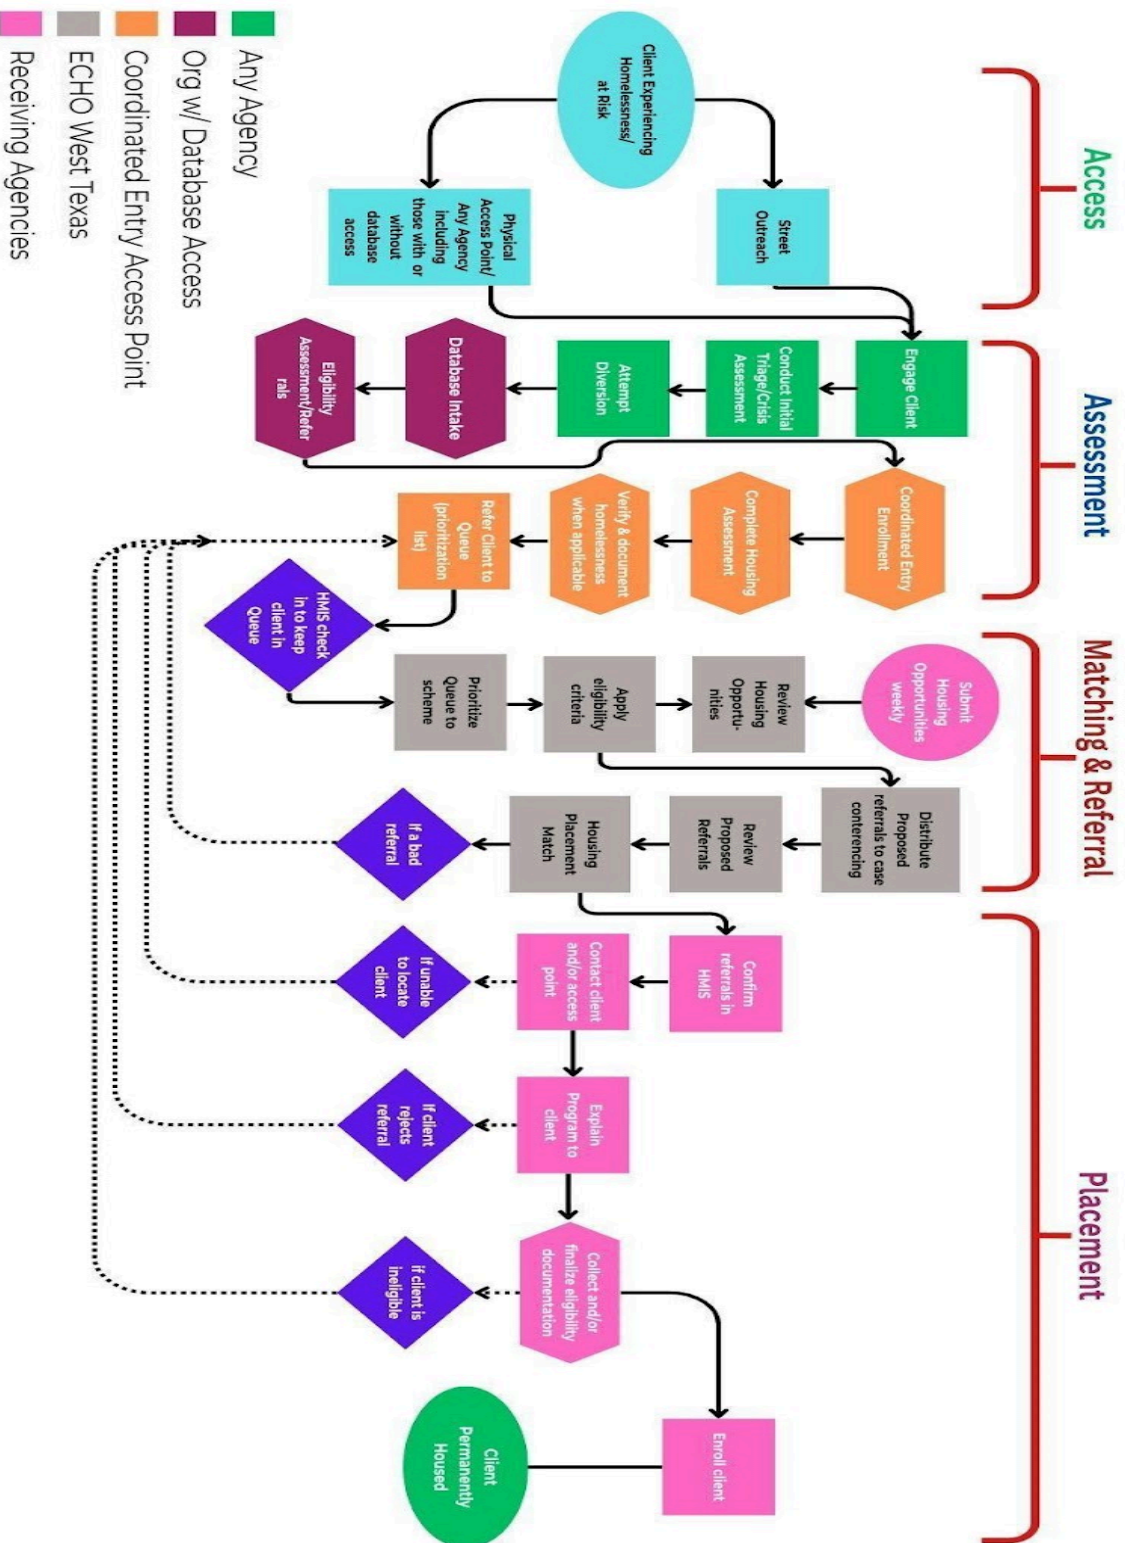 Access
Assessment
Matching & Referral
Placement
Client Experiencing
Homelessness/
at Risk
Street
Outreach
Physical
Access Point/
Any Agency
including
those with or
without
database
access
Engage Client
Conduct Initial
Triage/Crisis
Assessment
Attempt
Diversion
Database Intake
Eligibility
Assessment/Refer
rals
Coordinated Entry
Enrollment
Complete Housing
Assessment
Verify & document
homelessness
when applicable
Refer Client to
Queue
(prioritization
list)
HMIS check
in to keep
client in
Queue
Submit
Housing
Opportunities
weekly
Review
Housing
Opportu-
nities
Apply
eligibility
criteria
Prioritize
Queue to
scheme
Distribute
Proposed
referrals to case
conferencing
Review
Proposed
Referrals
Housing
Placement
Match
If a bad
referral
Confirm
referrals in
HMIS
Contact client
and/or access
point
If unable
to locate
client
Explain
Program to
client
If client
rejects
referral
Collect and/or
finalize eligibility
documentation
if client is
ineligible
Enroll client
Client
Permanently
Housed
Any Agency
Org w/ Database Access
Coordinated Entry Access Point
ECHO West Texas
Receiving Agencies